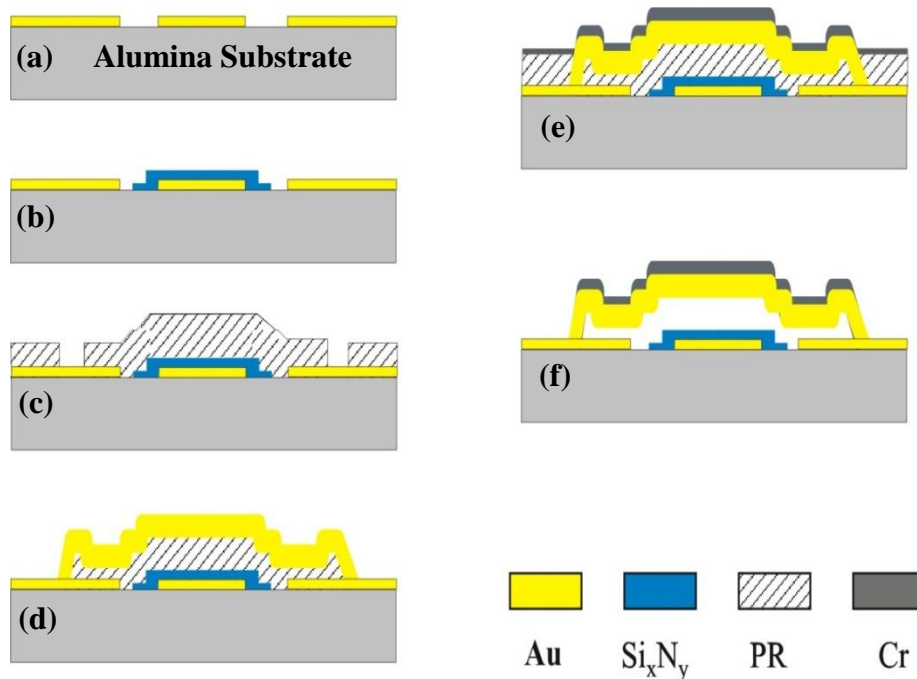 (a) Alumina Substrate
(b)
(c)
(d)
(e)
(f)
Au SixNy PR Cr